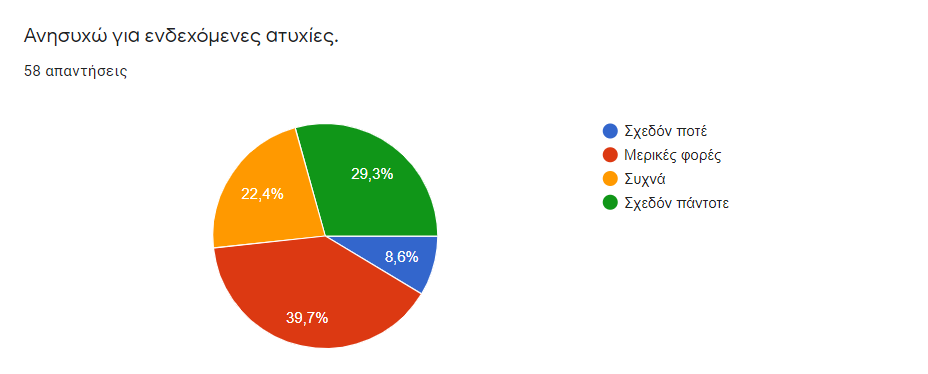 Ανησυχώ για ενδεχόμενες ατυχίες.
58 απαντήσεις
Σχεδόν ποτέ
Μερικές φορές
Συχνά
Σχεδόν πάντοτε
29,3%
22,4%
8,6%
39,7%